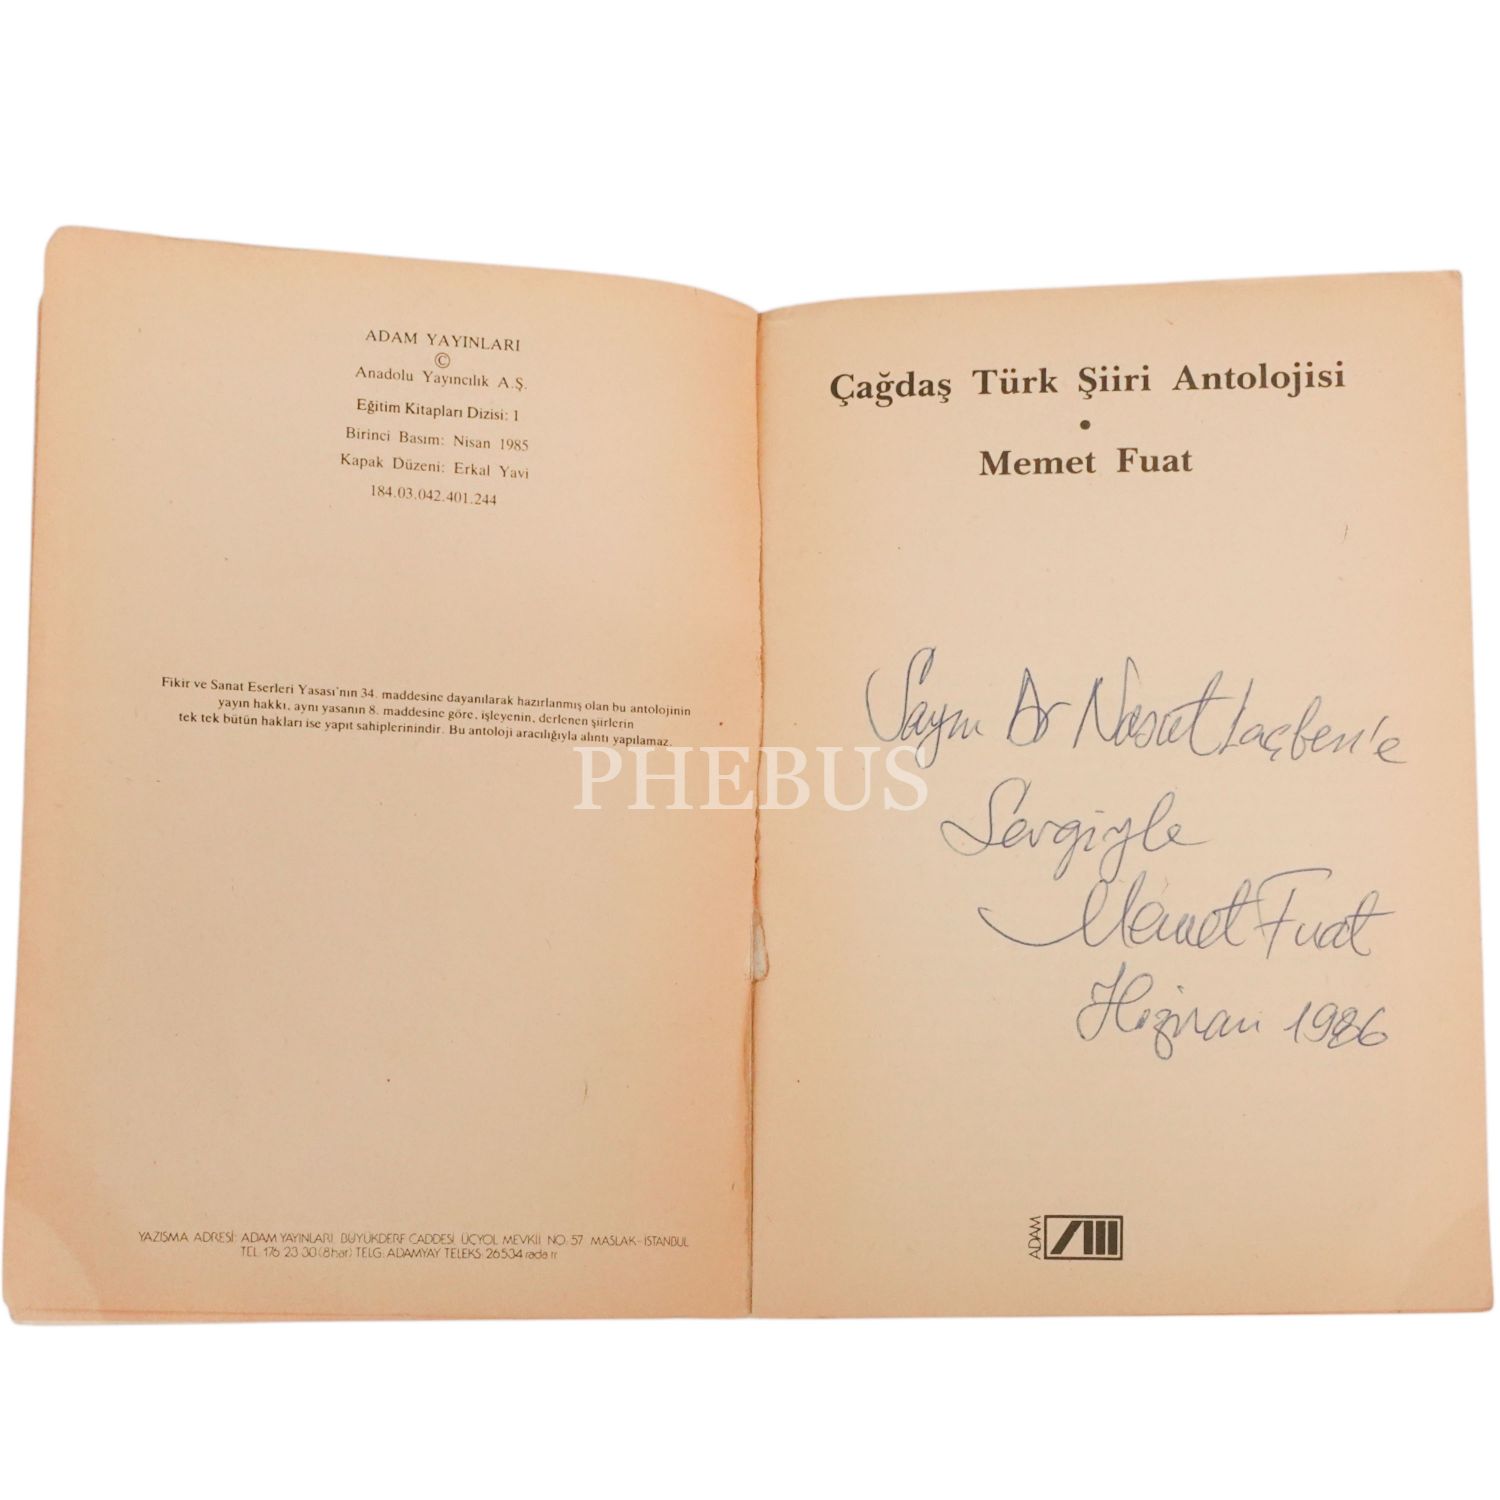 ADAM YAYINLARI
©
Anadolu Yayıncılık A.Ş.
Eğitim Kitapları Dizisi: 1
Birinci Basım: Nisan 1985
Kapak Düzeni: Erkal Yavi
184.03.042.401.244
Fikir ve Sanat Eserleri Yasası'nın 34. maddesine dayanılarak hazırlanmış olan bu antolojinin
yayın hakkı, aynı yasanın 8. maddesine göre, işleyenin, derlenen şiirlerin
tek tek bütün hakları ise yapıt sahiplerinindir. Bu antoloji aracılığıyla alıntı yapılamaz.
YAZIŞMA ADRESİ: ADAM YAYINLARI BÜYÜKDERE CADDESİ, ÜÇYOL MEVKİİ NO: 57 MASLAK-İSTANBUL
TEL: 176 23 30 (8 hat) TELG: ADAMYAY TELEKS: 26534 rada tr
Çağdaş Türk Şiiri Antolojisi
•
Memet Fuat
Sayın Dr Nusret
Sevgiyle
Memet Fuat
Haziran 1986
ADAM
PHEBUS